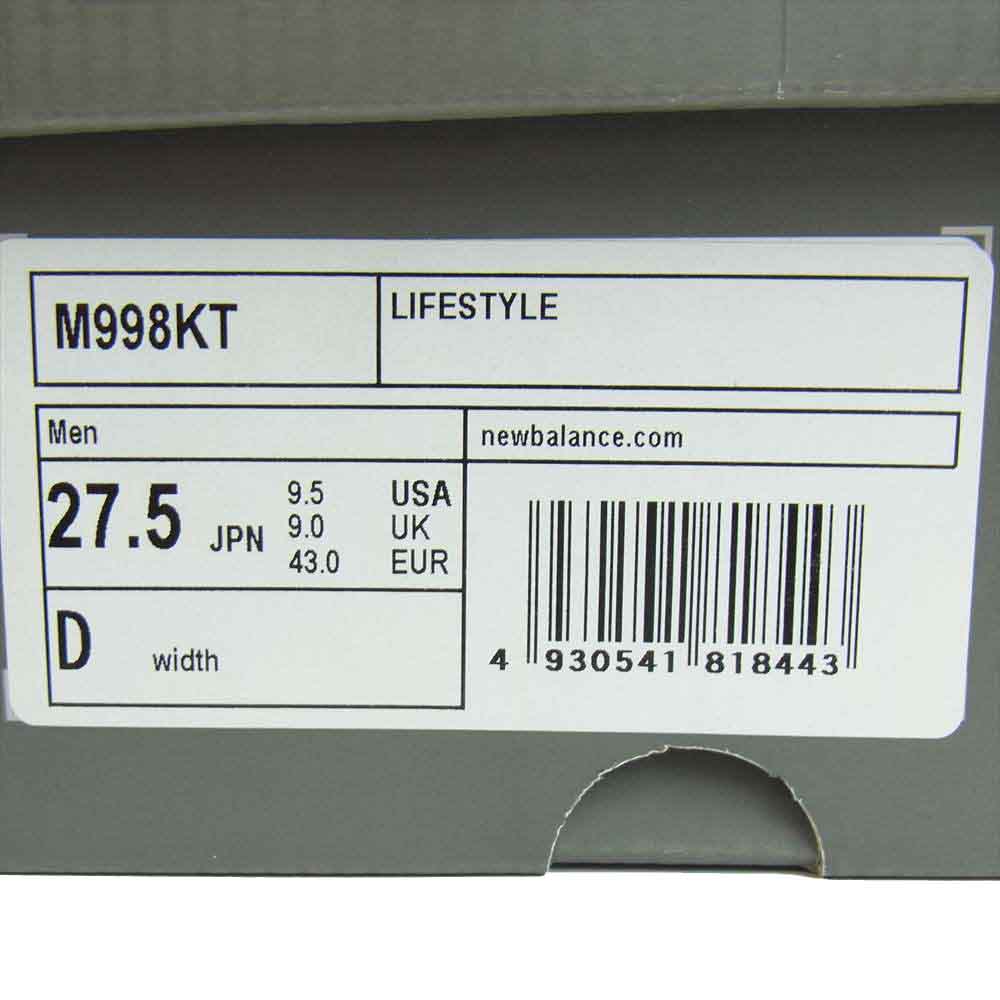 M998KT
LIFESTYLE
Men
newbalance.com
27.5 JPN
9.5 USA
9.0 UK
43.0 EUR
D width
4 930541 818443